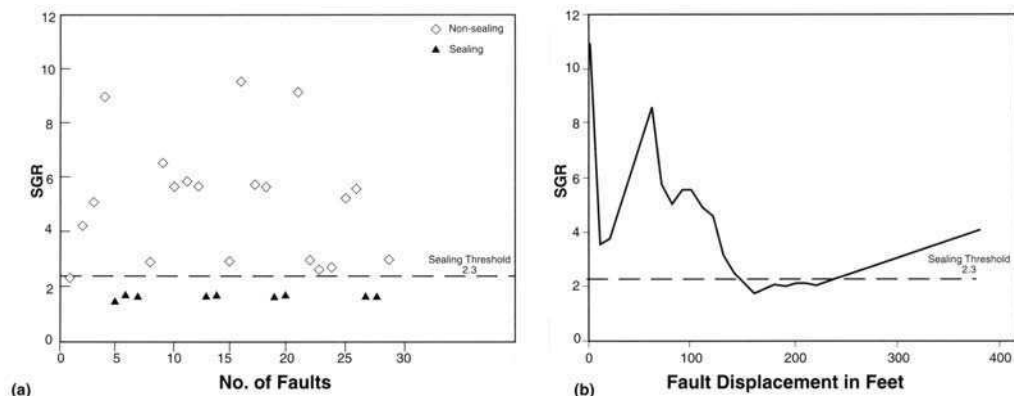 12
10
8
6
4
2
0
SGR
Non-sealing
Sealing
Sealing Threshold
2.3
0 5 10 15 20 25 30
No. of Faults
(a)
12
10
8
6
4
2
0
SGR
Sealing Threshold
2.3
0 100 200 300 400
Fault Displacement in Feet
(b)